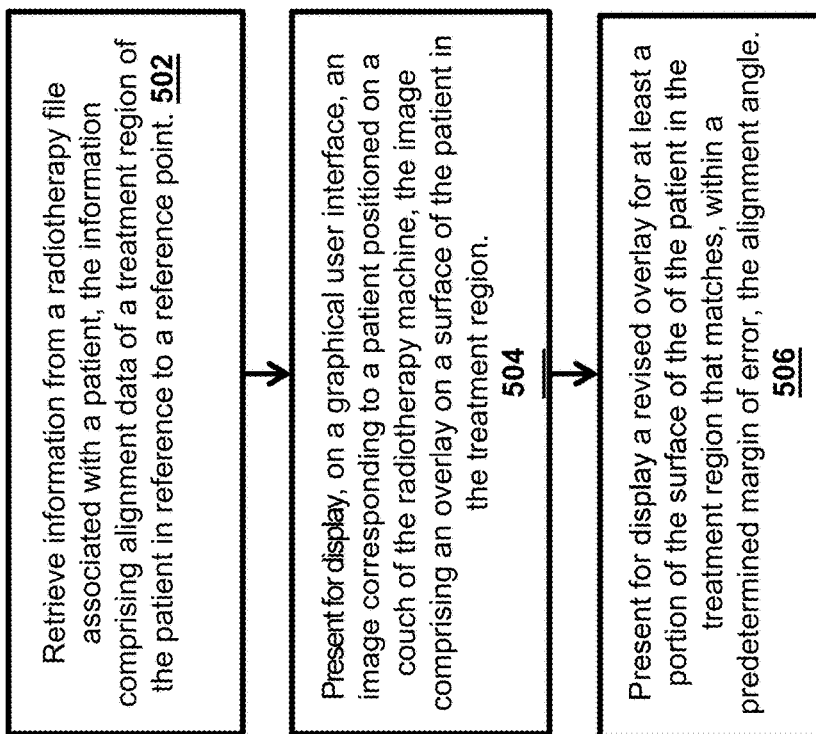 Retrieve information from a radiotherapy file
associated with a patient, the information
comprising alignment data of a treatment region of
the patient in reference to a reference point. 502
Present for display, on a graphical user interface, an
image corresponding to a patient positioned on a
couch of the radiotherapy machine, the image
comprising an overlay on a surface of the patient in
the treatment region.
504
Present for display a revised overlay for at least a
portion of the surface of the of the patient in the
treatment region that matches, within a
predetermined margin of error, the alignment angle.
506